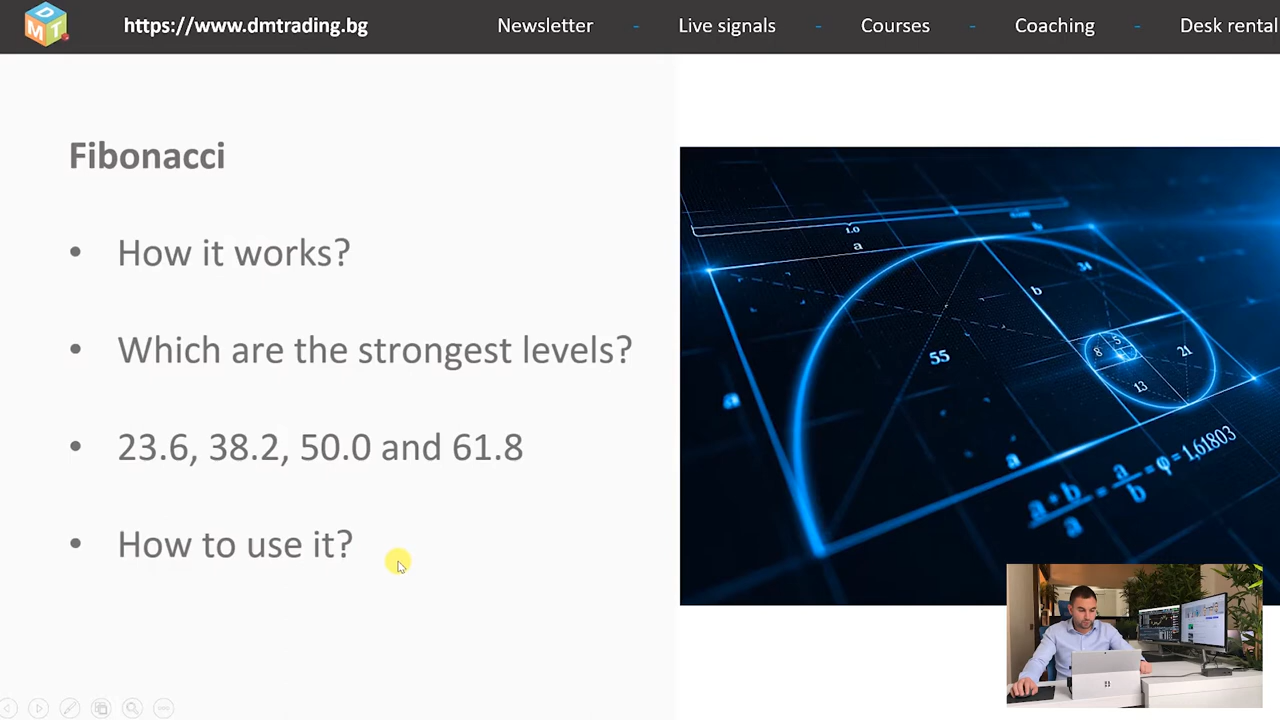 DMT
https://www.dmtrading.bg
Newsletter - Live signals - Courses - Coaching - Desk rental
Fibonacci
• How it works?
• Which are the strongest levels?
• 23.6, 38.2, 50.0 and 61.8
• How to use it?
1.0
a
b
34
55
8
5
21
13
a
a
a+b/a = a/b = φ = 1,61803